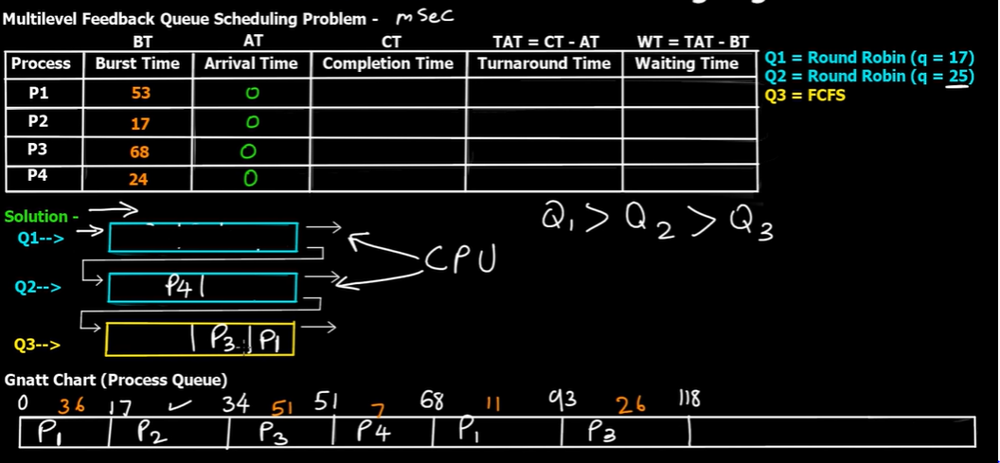 Multilevel Feedback Queue Scheduling Problem - mSec
BT AT CT TAT = CT - AT WT = TAT - BT
Process Burst Time Arrival Time Completion Time Turnaround Time Waiting Time
Q1 = Round Robin (q = 17)
Q2 = Round Robin (q = 25)
Q3 = FCFS
P1 53 0
P2 17 0
P3 68 0
P4 24 0
Solution -
Q1-->
Q1 > Q2 > Q3
CPU
Q2--> P4
Q3--> P3 P1
Gnatt Chart (Process Queue)
0 36 17 ✓ 34 51 51 7 68 11 93 26 118
P1 P2 P3 P4 P1 P3